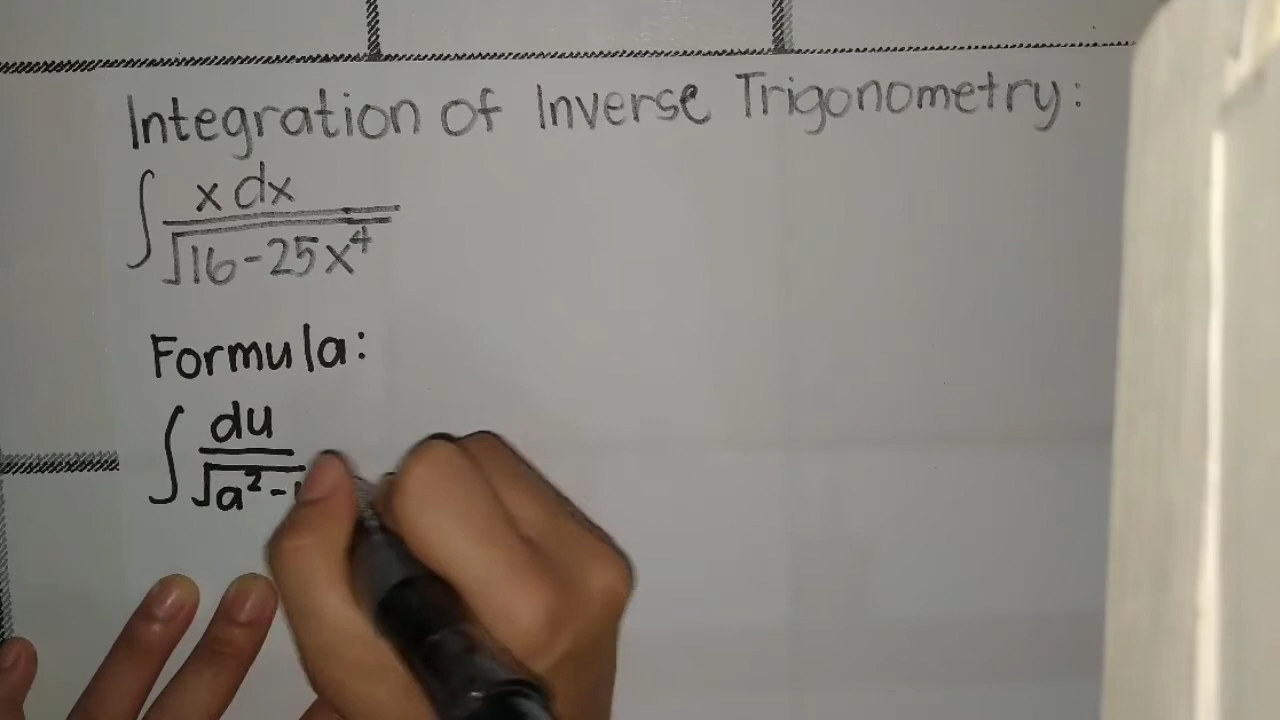 Integration of Inverse Trigonometry:
∫ x dx / √16-25x⁴
Formula:
∫ du / √a²-